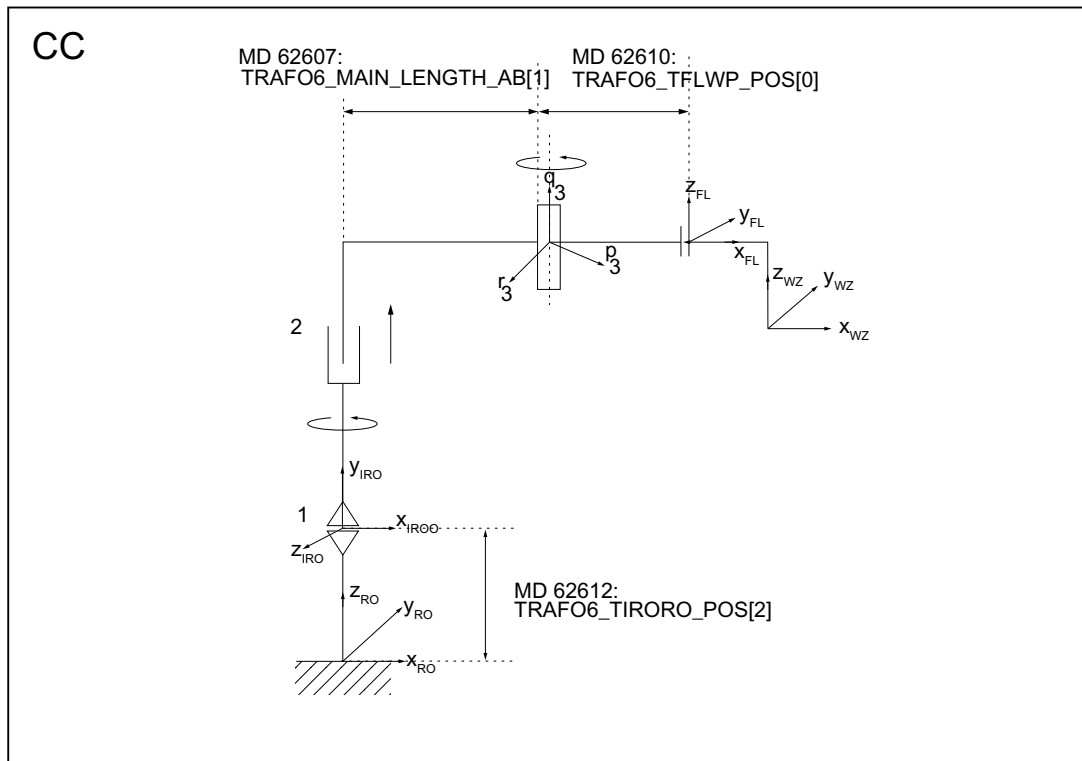 CC
MD 62607:
TRAFO6_MAIN_LENGTH_AB[1]
MD 62610:
TRAFO6_TFLWP_POS[0]
q3
zFL
yFL
xFL
p3
r3
zWZ
yWZ
xWZ
2
yIRO
1
xIROO
zIRO
MD 62612:
TRAFO6_TIRORO_POS[2]
zRO
yRO
xRO